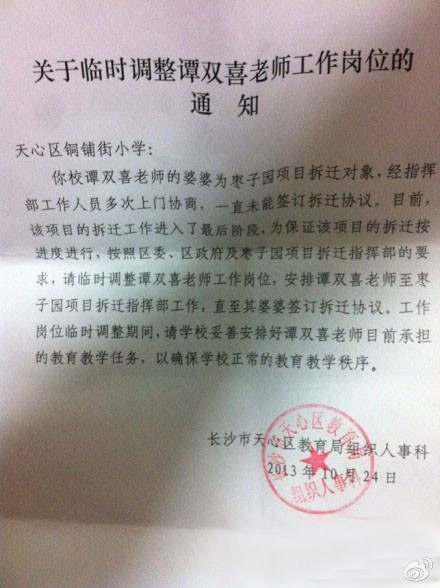 关于临时调整谭双喜老师工作岗位的
通 知
天心区铜铺街小学：
你校谭双喜老师的婆婆为枣子园项目拆迁对象，经指挥
部工作人员多次上门协商，一直未能签订拆迁协议。目前，
该项目的拆迁工作进入了最后阶段，为保证该项目的拆迁按
进度进行，按照区委、区政府及枣子园项目拆迁指挥部的要
求，请临时调整谭双喜老师工作岗位，安排谭双喜老师至枣
子园项目拆迁指挥部工作，直至其婆婆签订拆迁协议。工作
岗位临时调整期间，请学校妥善安排好谭双喜老师目前承担
的教育教学任务，以确保学校正常的教育教学秩序。
长沙市天心区教育局组织人事科
2013 年 10 月 24 日
长沙市天心区教育局
组织人事科